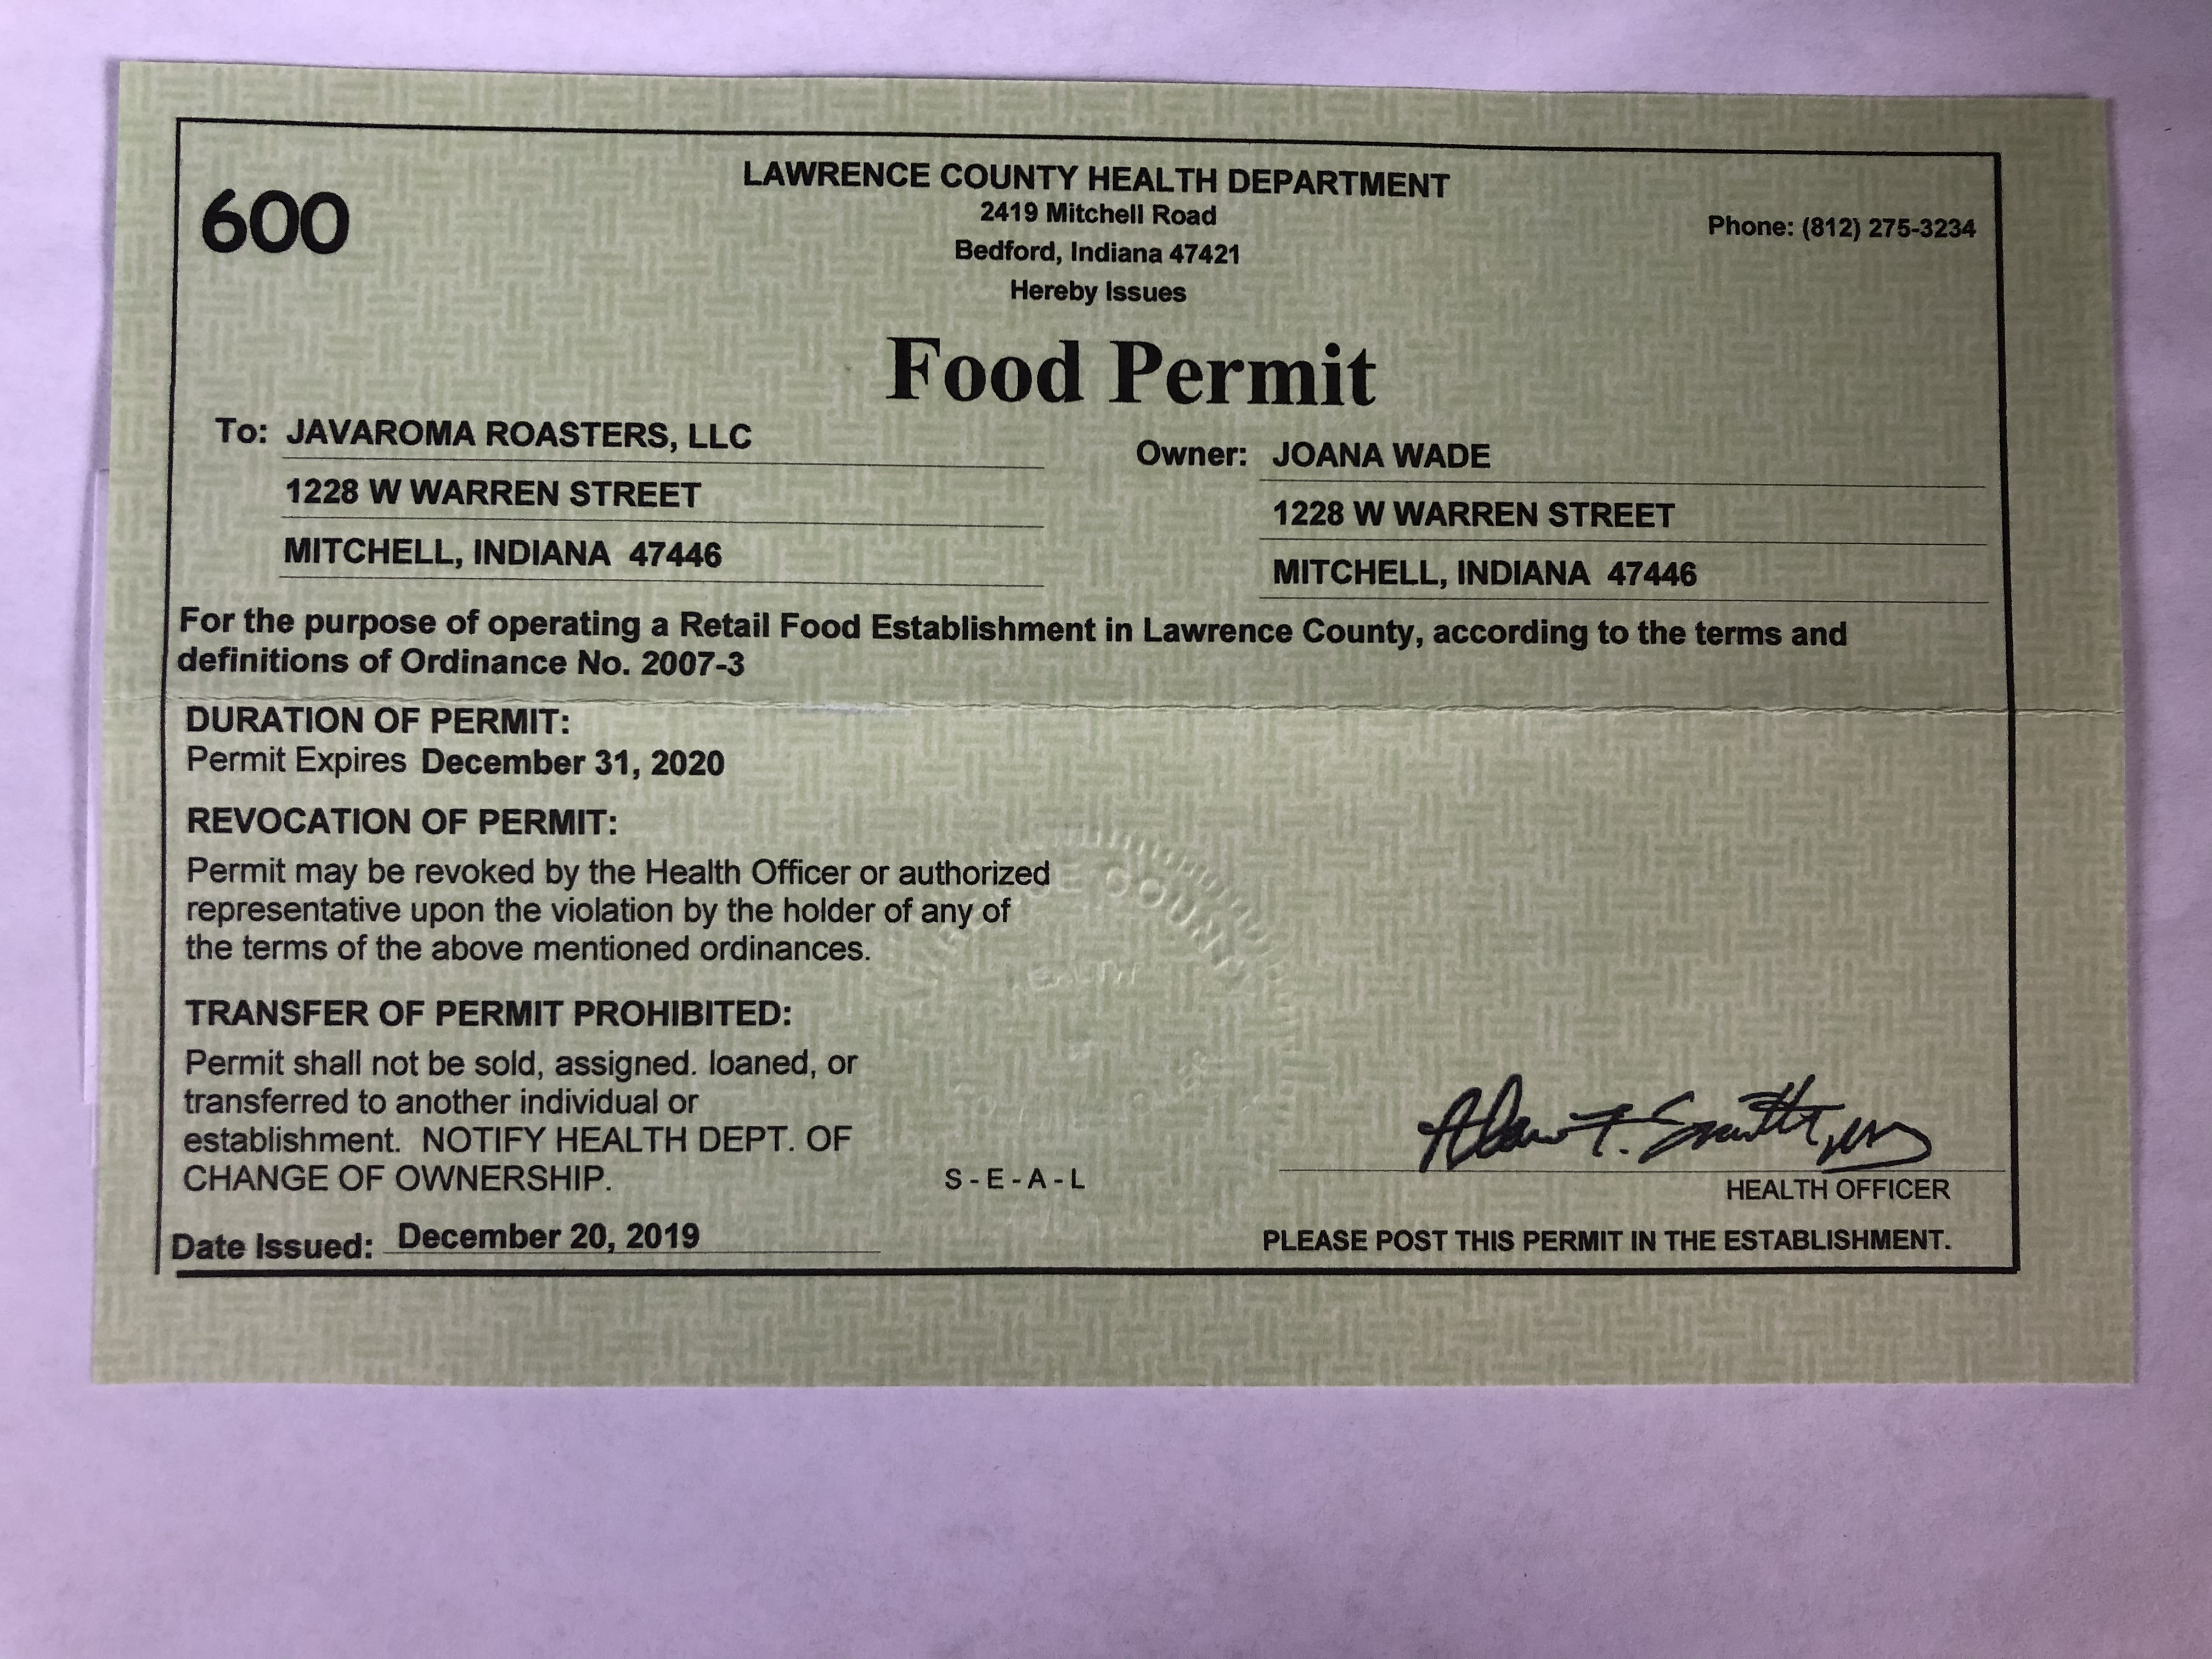 600
LAWRENCE COUNTY HEALTH DEPARTMENT
2419 Mitchell Road
Bedford, Indiana 47421
Hereby Issues
Phone: (812) 275-3234
Food Permit
To: JAVAROMA ROASTERS, LLC
1228 W WARREN STREET
MITCHELL, INDIANA 47446
Owner: JOANA WADE
1228 W WARREN STREET
MITCHELL, INDIANA 47446
For the purpose of operating a Retail Food Establishment in Lawrence County, according to the terms and
definitions of Ordinance No. 2007-3
DURATION OF PERMIT:
Permit Expires December 31, 2020
REVOCATION OF PERMIT:
Permit may be revoked by the Health Officer or authorized
representative upon the violation by the holder of any of
the terms of the above mentioned ordinances.
TRANSFER OF PERMIT PROHIBITED:
Permit shall not be sold, assigned. loaned, or
transferred to another individual or
establishment. NOTIFY HEALTH DEPT. OF
CHANGE OF OWNERSHIP.
Date Issued: December 20, 2019
COUNTY
HEALTH
S-E-A-L
HEALTH OFFICER
PLEASE POST THIS PERMIT IN THE ESTABLISHMENT.